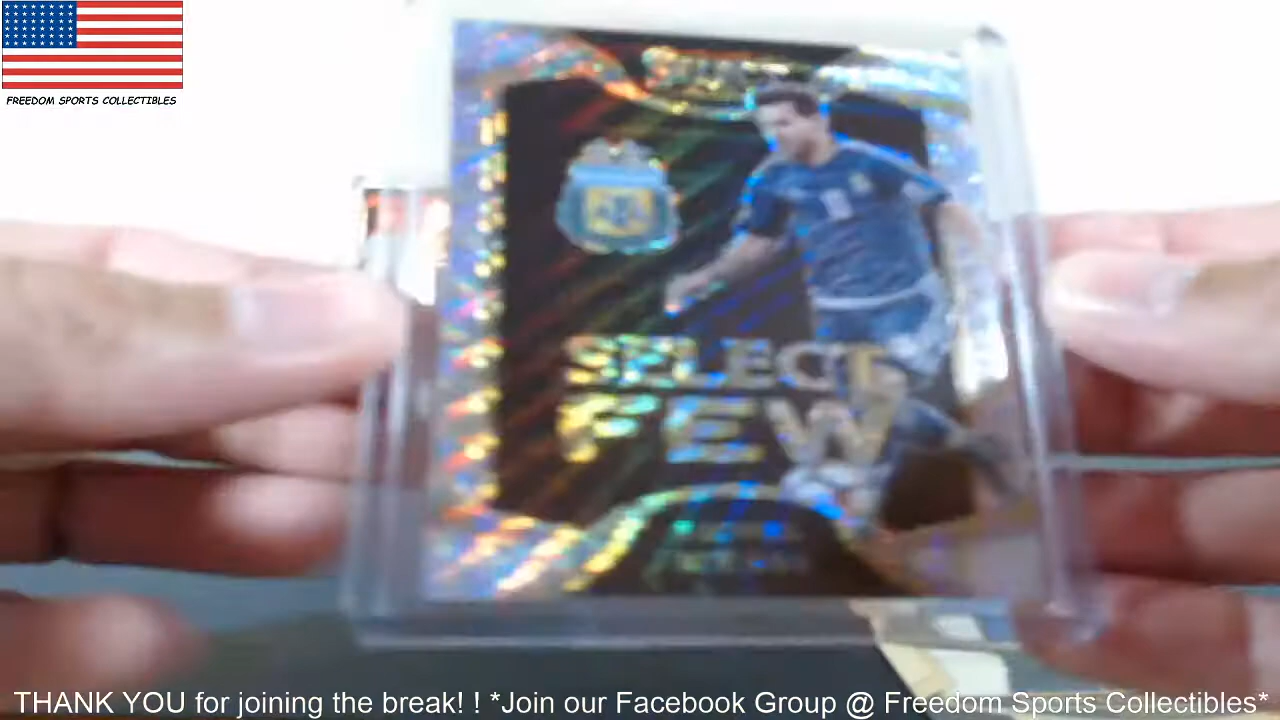 FREEDOM SPORTS COLLECTIBLES
SELECT
FEW
THANK YOU for joining the break! ! *Join our Facebook Group @ Freedom Sports Collectibles*